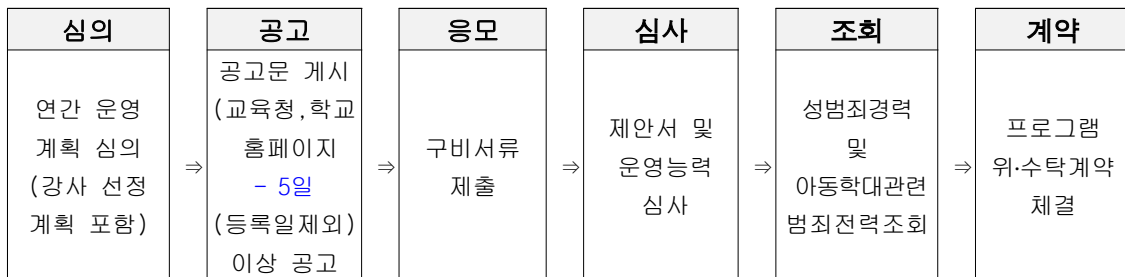 심의
연간 운영
계획 심의
(강사 선정
계획 포함)
⇒
공고
공고문 게시
(교육청,학교
홈페이지
- 5일
(등록일제외)
이상 공고
⇒
응모
구비서류
제출
⇒
심사
제안서 및
운영능력
심사
⇒
조회
성범죄경력
및
아동학대관련
범죄전력조회
⇒
계약
프로그램
위·수탁계약
체결